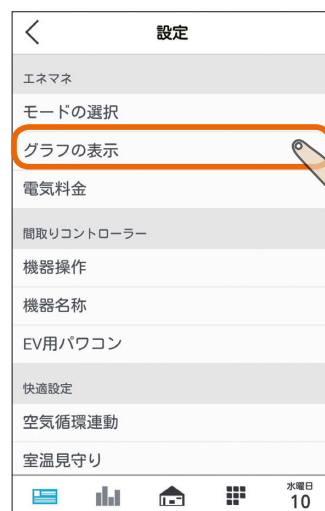 設定
エネマネ
モードの選択
グラフの表示
電気料金
間取りコントローラー
機器操作
機器名称
EV用パワコン
快適設定
空気循環連動
室温見守り
水曜日
10